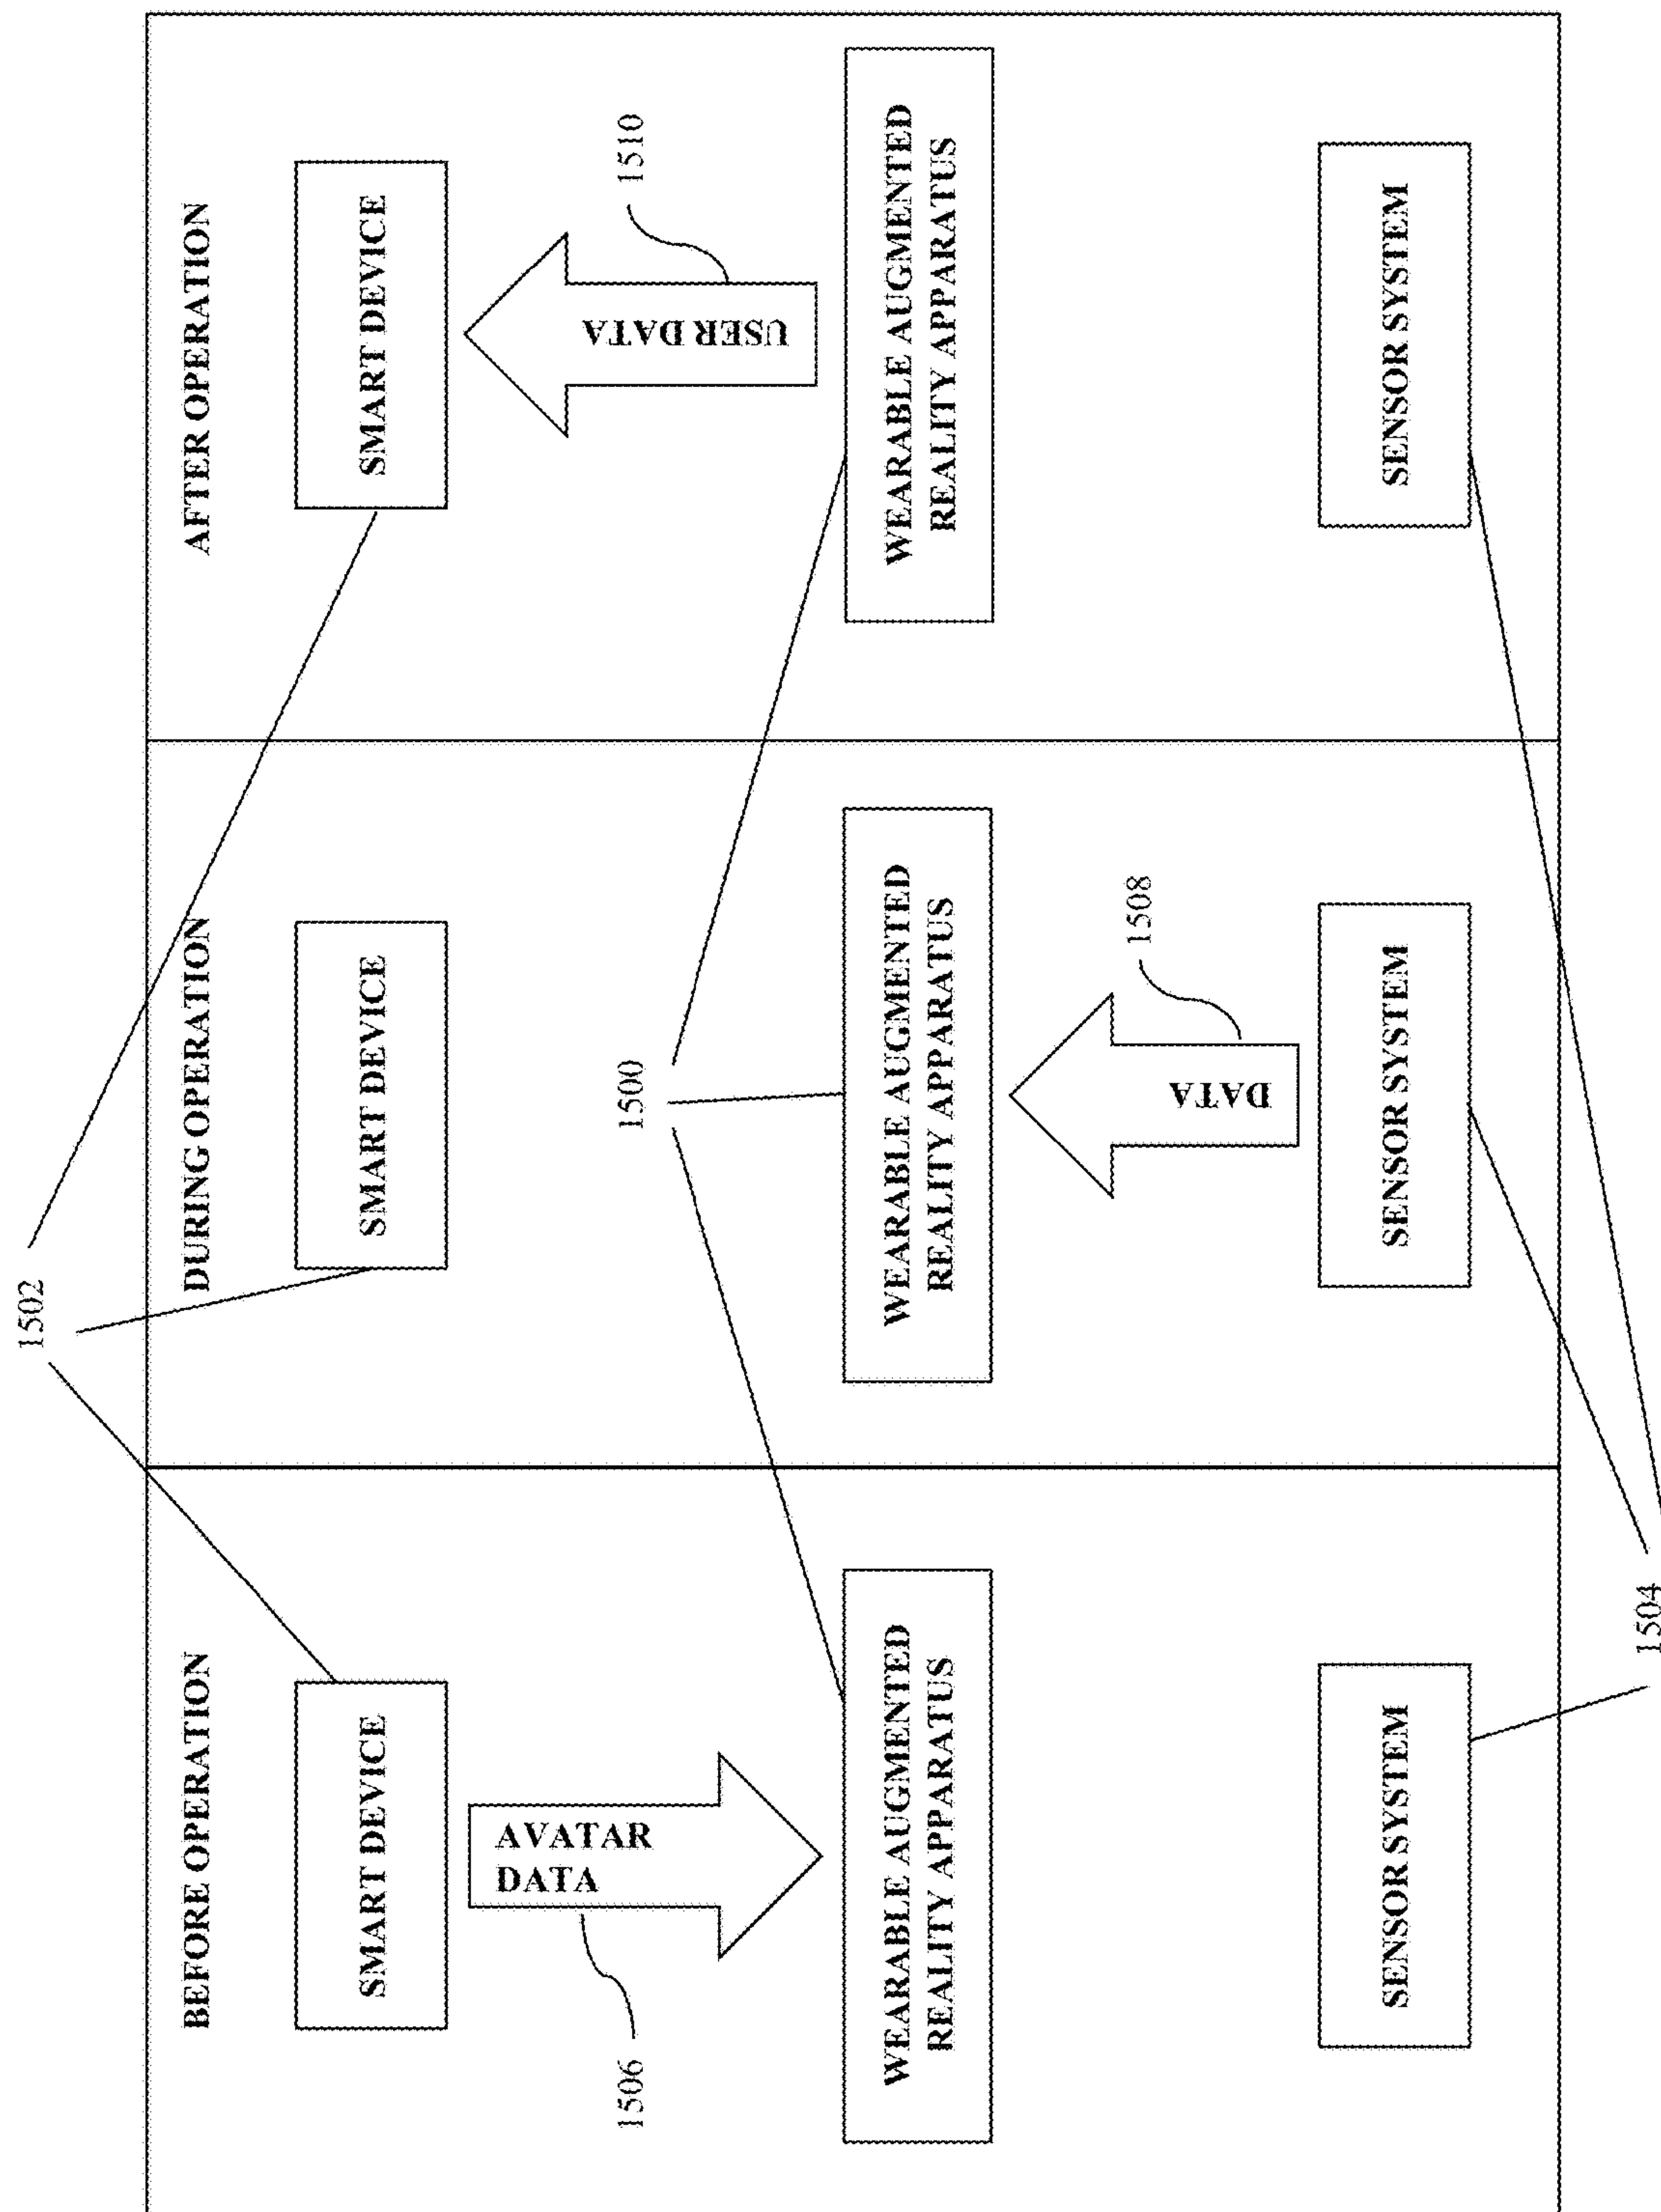 1502
BEFORE OPERATION
SMART DEVICE
AVATAR
DATA
1506
WEARABLE AUGMENTED
REALITY APPARATUS
SENSOR SYSTEM
DURING OPERATION
SMART DEVICE
1500
WEARABLE AUGMENTED
REALITY APPARATUS
DATA
1508
SENSOR SYSTEM
AFTER OPERATION
SMART DEVICE
USER DATA
1510
WEARABLE AUGMENTED
REALITY APPARATUS
SENSOR SYSTEM
1504